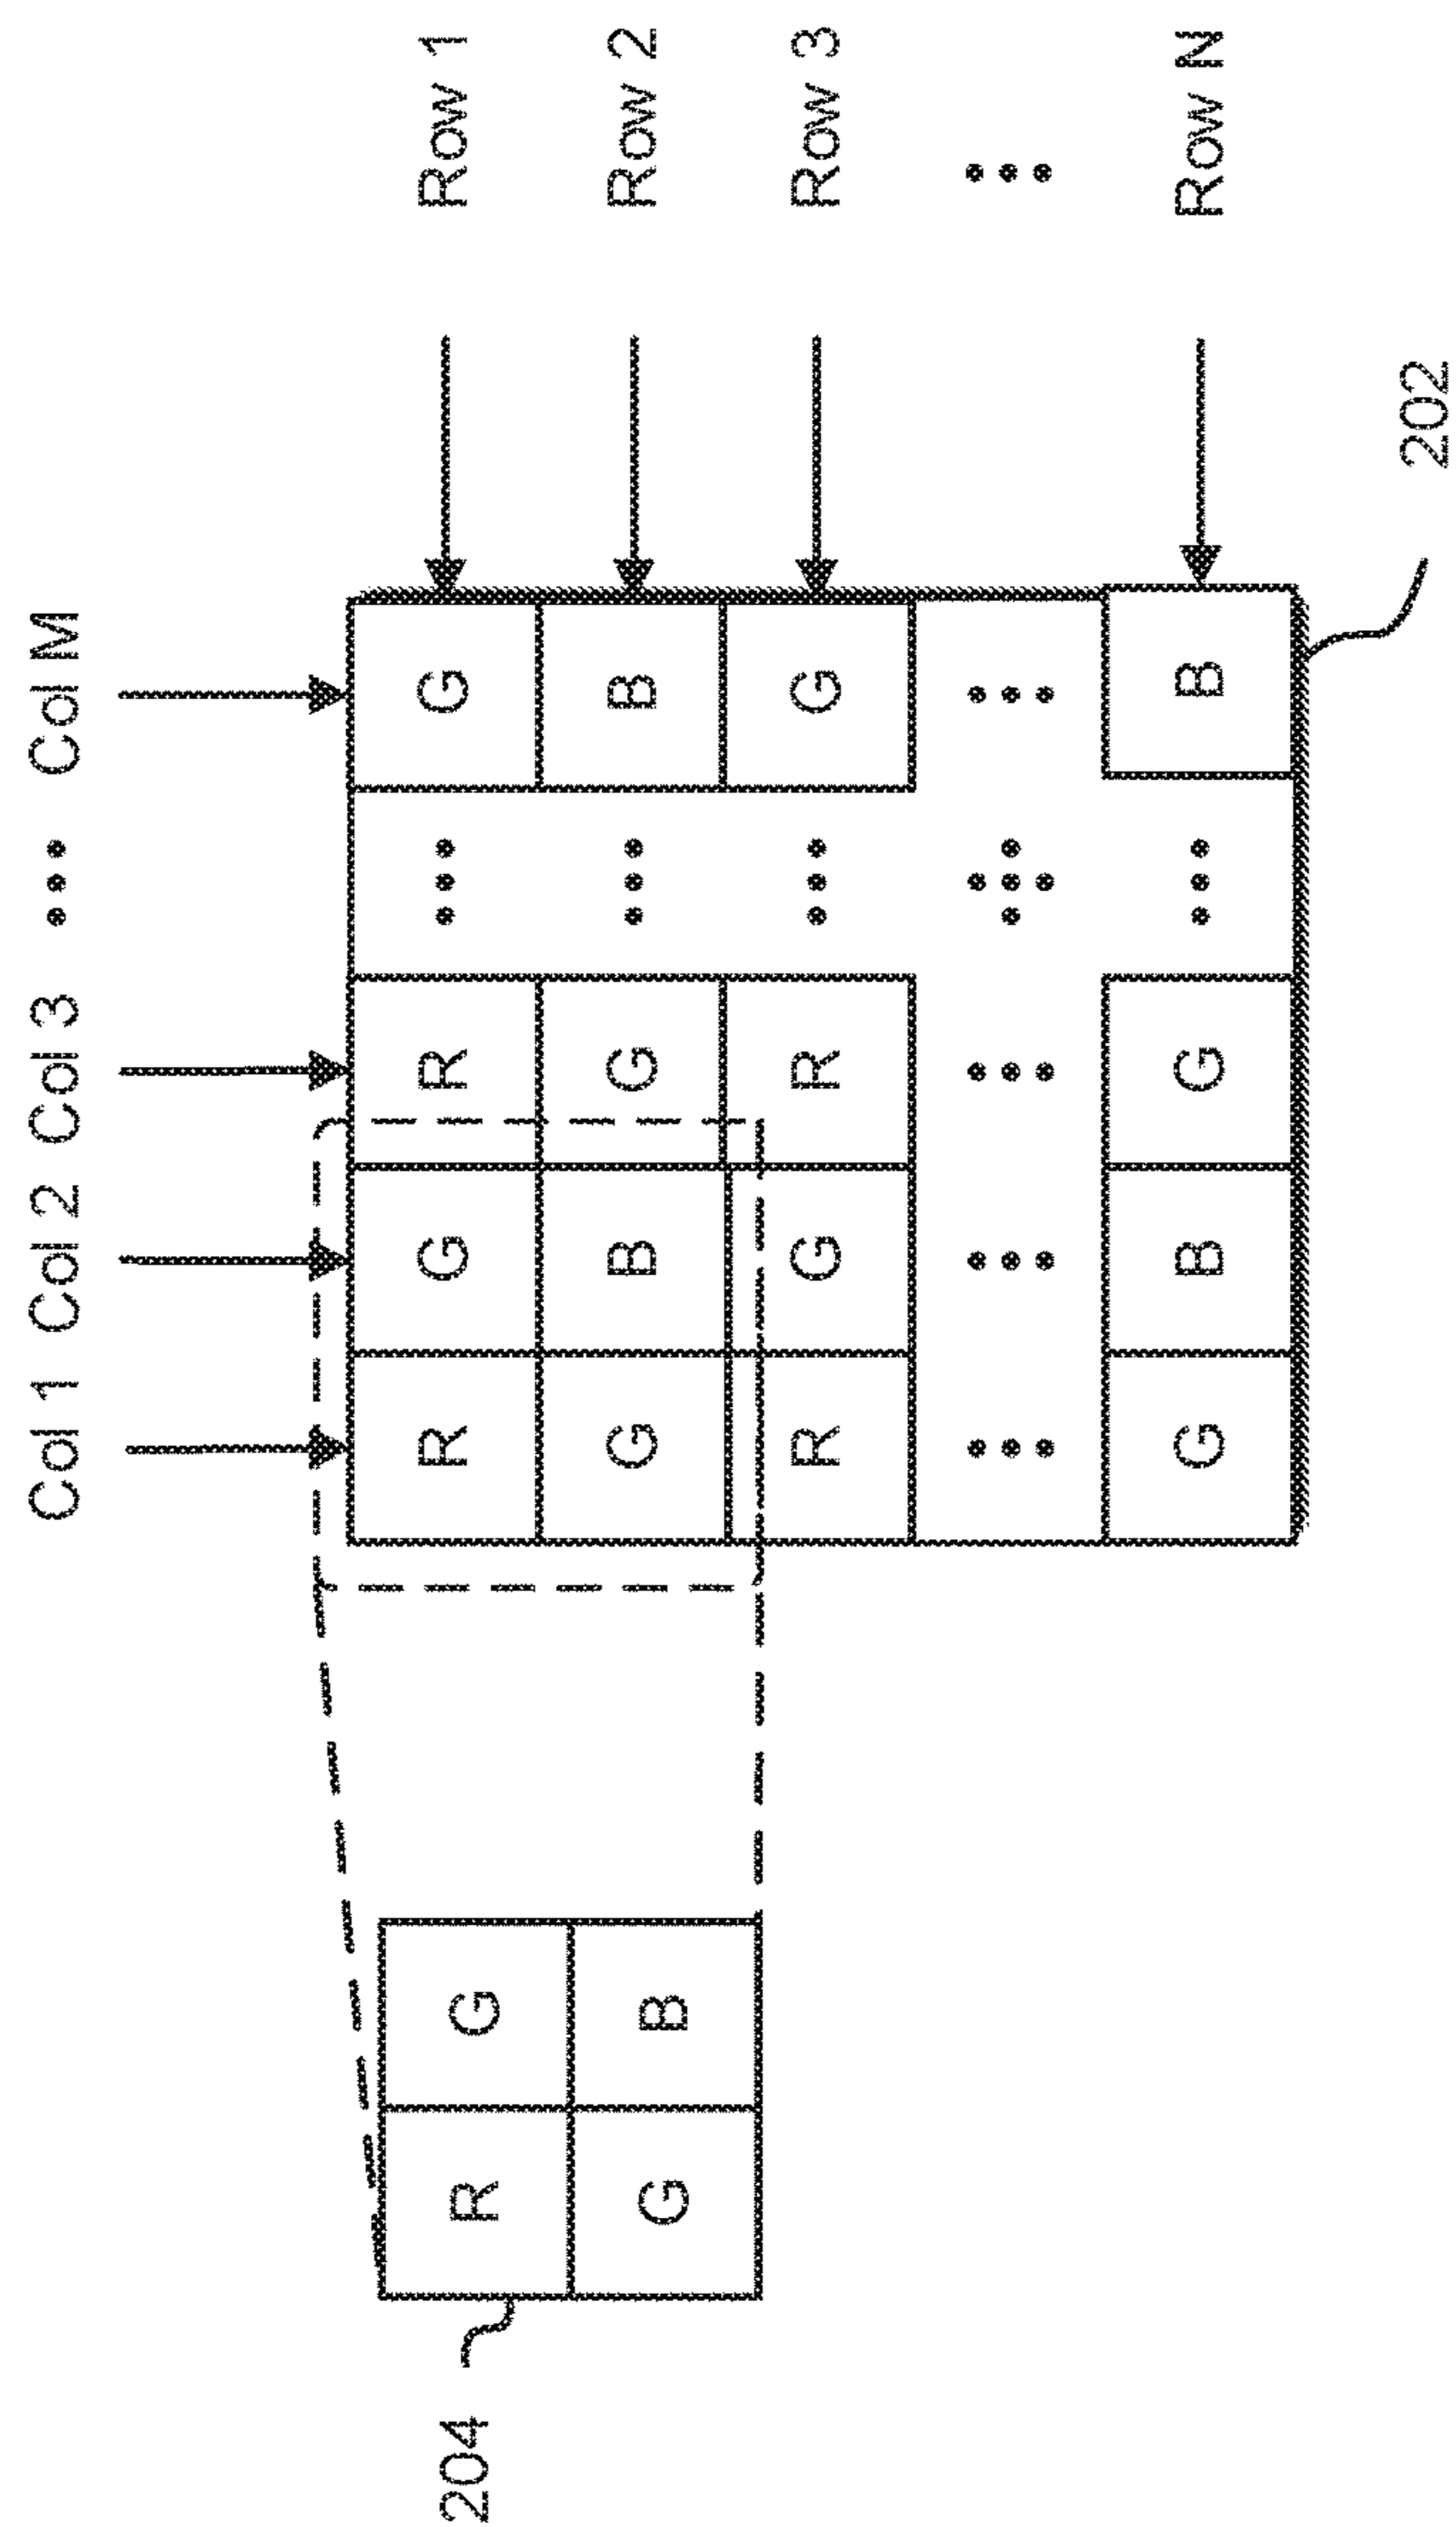 Col 1 Col 2 Col 3 ... Col M
204 R G R G R ... G Row 1
G B G B G ... B Row 2
R G R ... G Row 3
... ... ... ... ... ...
G B G ... B Row N
202